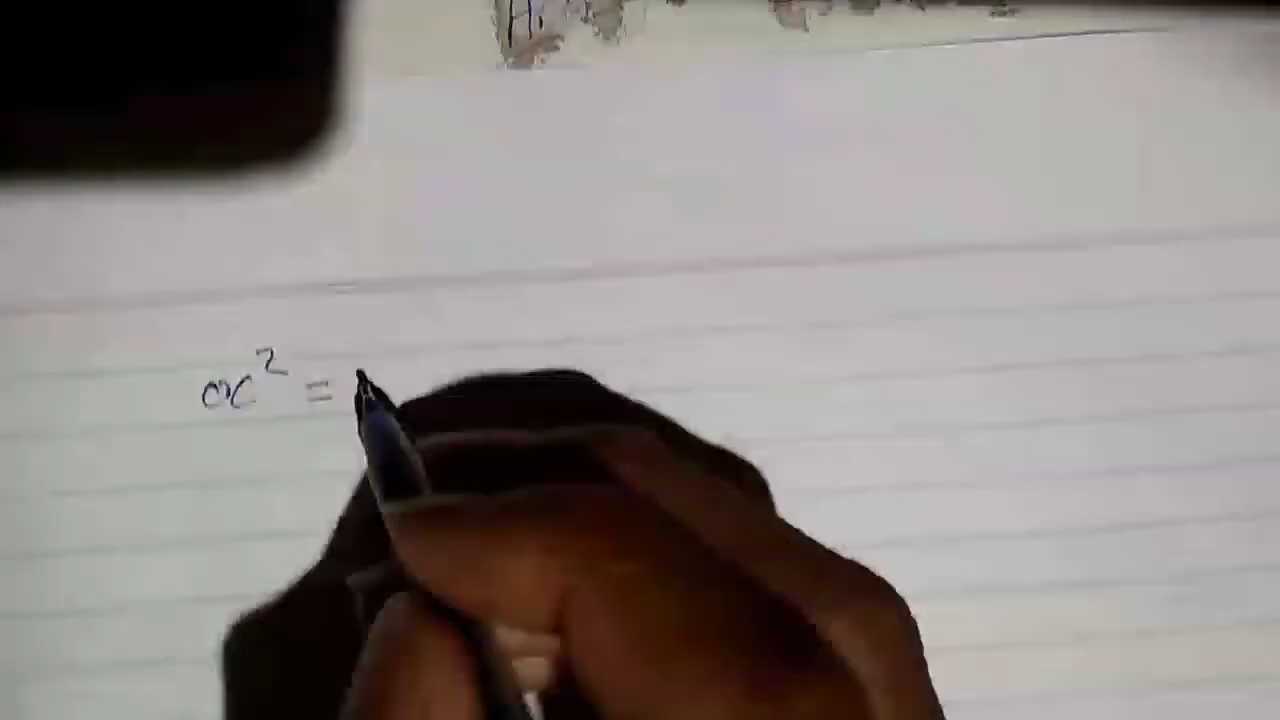 x² =